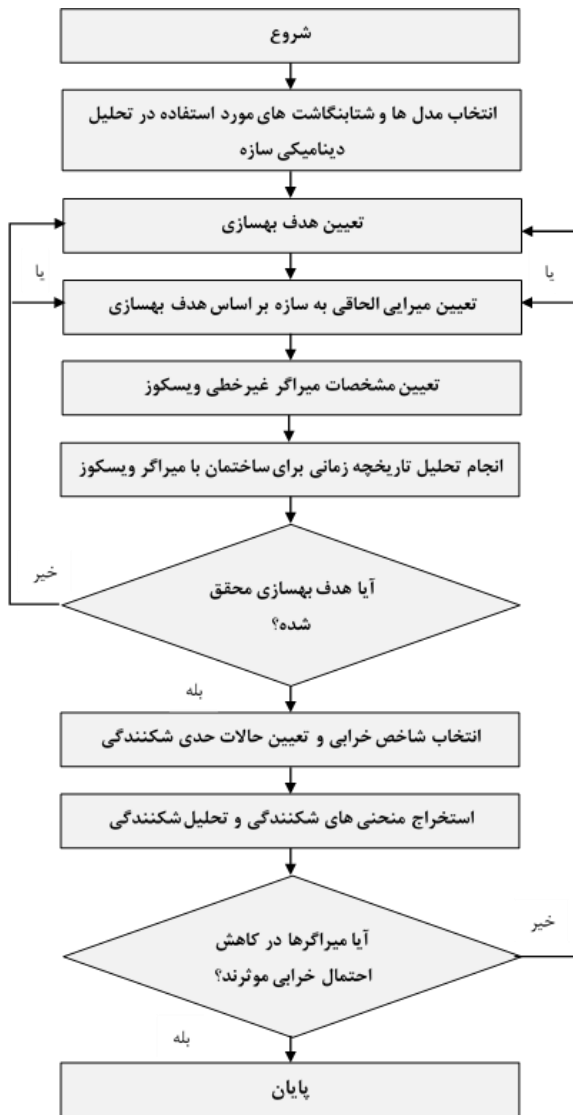 شروع
انتخاب مدل ها و شتابنگاشت های مورد استفاده در تحلیل
دینامیکی سازه
تعیین هدف بهسازی
یا
یا
تعیین میرایی الحاقی به سازه بر اساس هدف بهسازی
تعیین مشخصات میراگر غیرخطی ویسکوز
انجام تحلیل تاریخچه زمانی برای ساختمان با میراگر ویسکوز
خیر
آیا هدف بهسازی محقق
شده؟
بله
انتخاب شاخص خرابی و تعیین حالات حدی شکنندگی
استخراج منحنی های شکنندگی و تحلیل شکنندگی
خیر
آیا میراگرها در کاهش
احتمال خرابی موثرند؟
بله
پایان